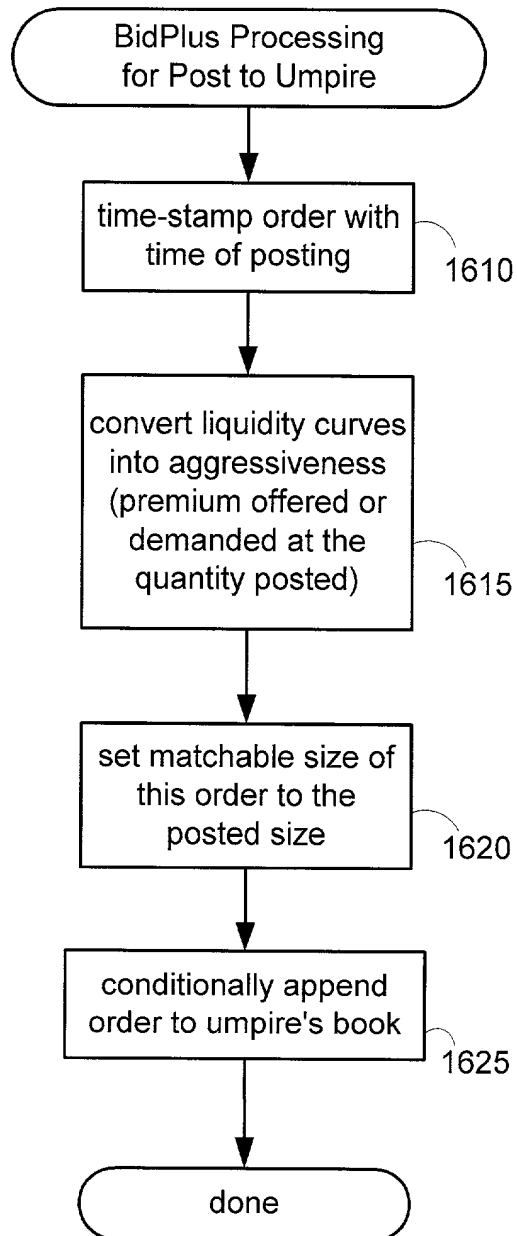 BidPlus Processing
for Post to Umpire
time-stamp order with
time of posting
1610
convert liquidity curves
into aggressiveness
(premium offered or
demanded at the
quantity posted)
1615
set matchable size of
this order to the
posted size
1620
conditionally append
order to umpire's book
1625
done